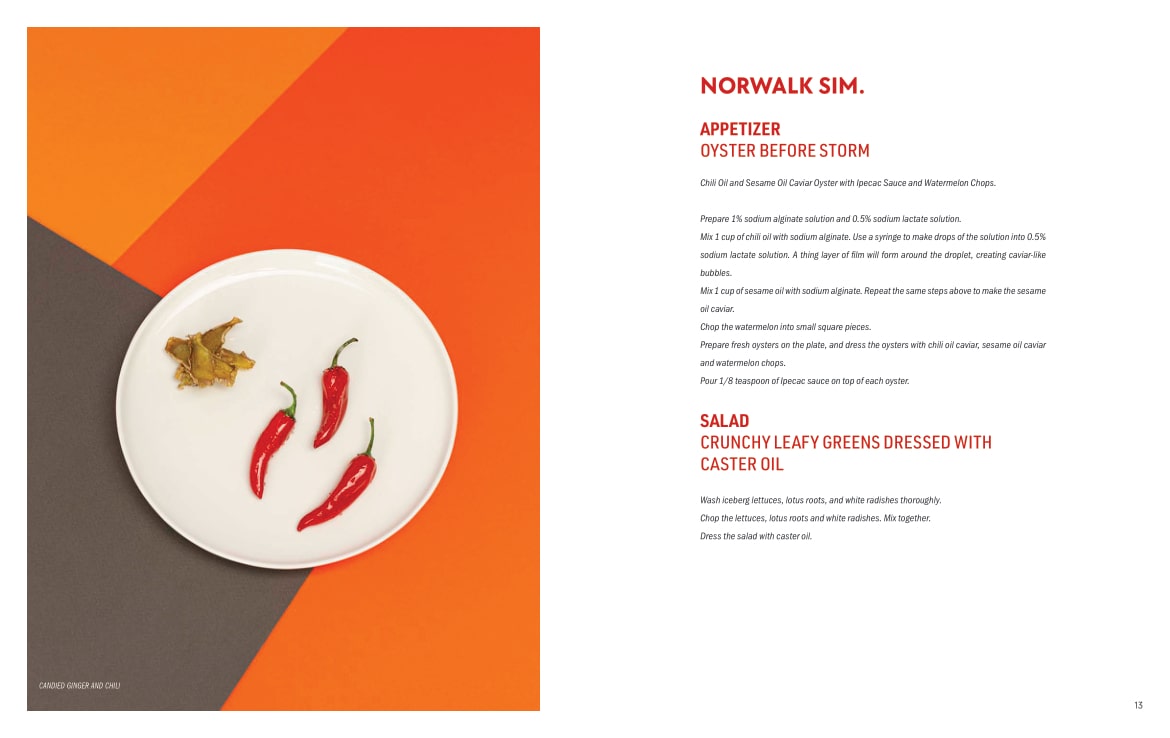 CANDIED GINGER AND CHILI
NORWALK SIM.
APPETIZER
OYSTER BEFORE STORM
Chili Oil and Sesame Oil Caviar Oyster with Ipecac Sauce and Watermelon Chops.
Prepare 1% sodium alginate solution and 0.5% sodium lactate solution.
Mix 1 cup of chili oil with sodium alginate. Use a syringe to make drops of the solution into 0.5%
sodium lactate solution. A thing layer of film will form around the droplet, creating caviar-like
bubbles.
Mix 1 cup of sesame oil with sodium alginate. Repeat the same steps above to make the sesame
oil caviar.
Chop the watermelon into small square pieces.
Prepare fresh oysters on the plate, and dress the oysters with chili oil caviar, sesame oil caviar
and watermelon chops.
Pour 1/8 teaspoon of Ipecac sauce on top of each oyster.
SALAD
CRUNCHY LEAFY GREENS DRESSED WITH
CASTER OIL
Wash iceberg lettuces, lotus roots, and white radishes thoroughly.
Chop the lettuces, lotus roots and white radishes. Mix together.
Dress the salad with caster oil.
13